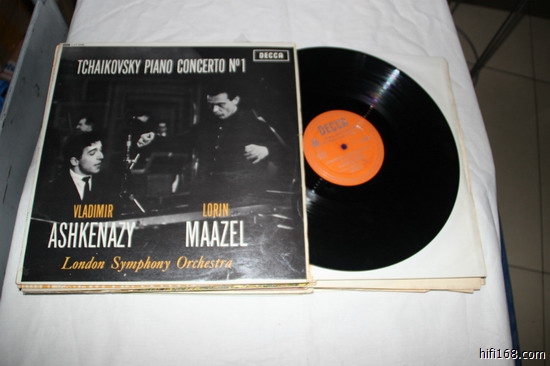 TCHAIKOVSKY PIANO CONCERTO Nº1
DECCA
VLADIMIR
ASHKENAZY
LORIN
MAAZEL
London Symphony Orchestra
DECCA
hifi168.com